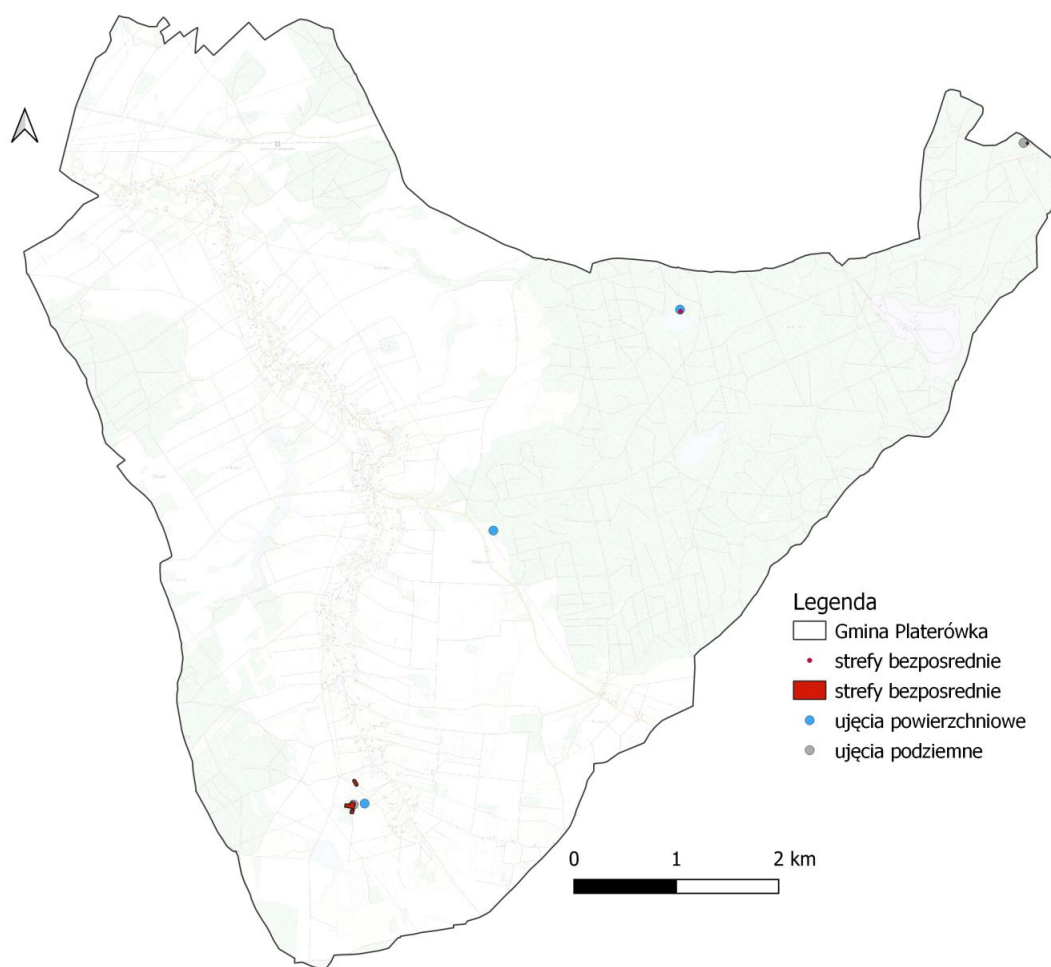 Legenda
Gmina Platerówka
strefy bezposrednie
strefy bezposrednie
ujęcia powierzchniowe
ujęcia podziemne
0 1 2 km